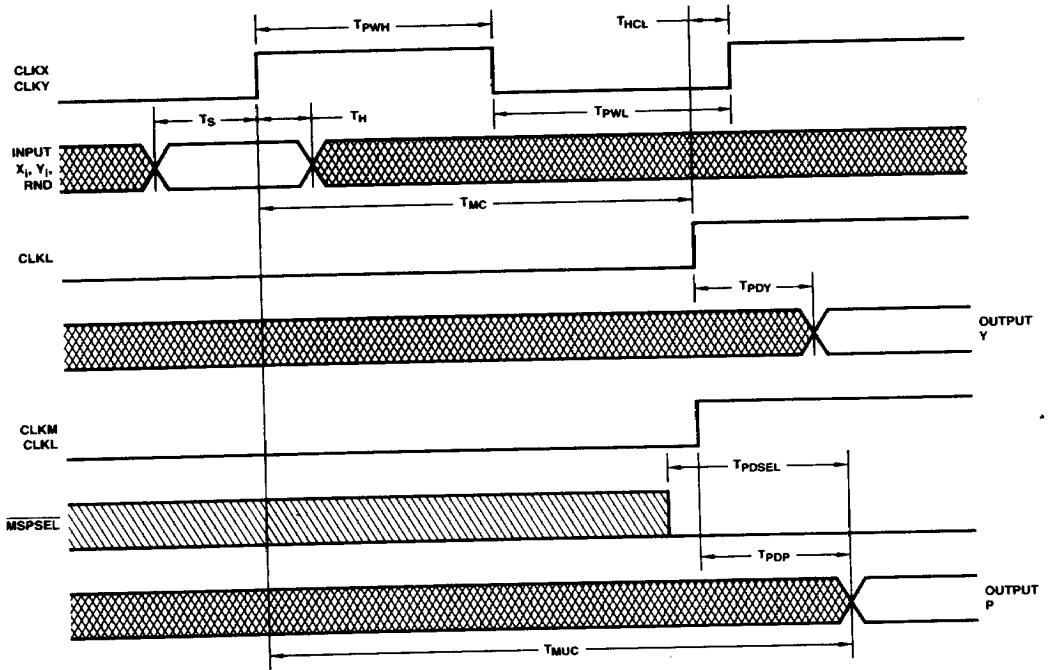 TPWH
THCL
CLKX
CLKY
TS
TH
TPWL
INPUT
Xi, Yi,
RND
TMC
CLKL
TPDY
OUTPUT
Y
CLKM
CLKL
TPDSEL
MSPSEL
TPDP
OUTPUT
P
TMUC